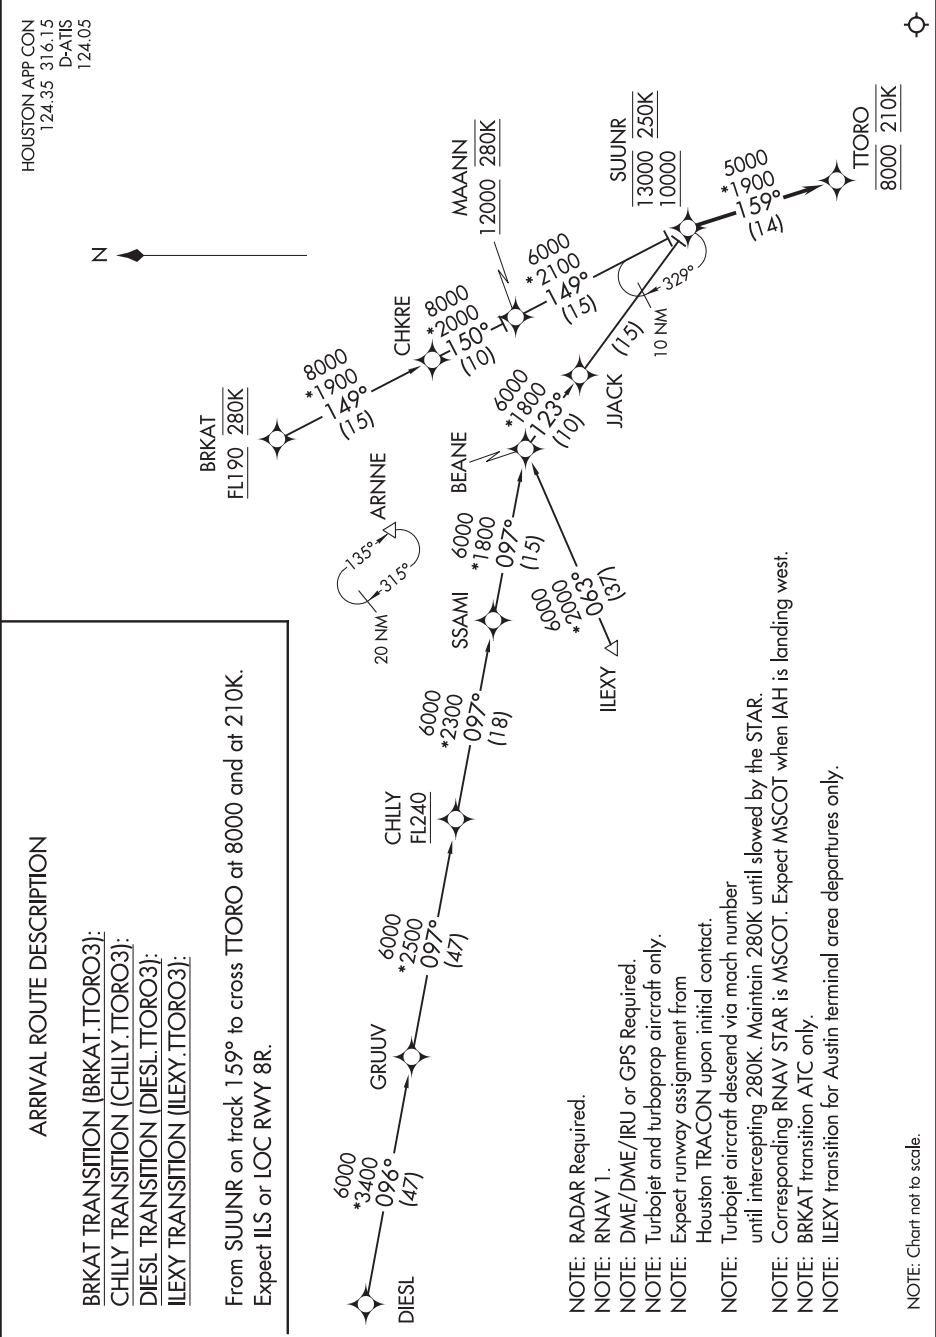 HOUSTON APP CON
124.35 316.15
D-ATIS
124.05
ARRIVAL ROUTE DESCRIPTION
BRKAT TRANSITION (BRKAT.TTORO3):
CHLLY TRANSITION (CHLLY.TTORO3):
DIESL TRANSITION (DIESL.TTORO3):
ILEXY TRANSITION (ILEXY.TTORO3):
From SUUNR on track 159° to cross TTORO at 8000 and at 210K.
Expect ILS or LOC RWY 8R.
N
BRKAT
FL190 280K
8000
*1900
149°
(15)
CHKRE
8000
*2000
150°
(10)
MAANN
12000 280K
6000
*2100
149°
(15)
SUUNR
13000 250K
10000
5000
*1900
159°
(14)
TTORO
8000 210K
ARNNE
135°
315°
20 NM
329°
10 NM
(15)
JJACK
6000
*1800
123°
(10)
BEANE
6000
*1800
097°
(15)
SSAMI
6000
*2000
063°
(37)
ILEXY
6000
*2300
097°
(18)
CHLLY
FL240
6000
*2500
097°
(47)
GRUUV
6000
*3400
096°
(47)
DIESL
NOTE: RADAR Required.
NOTE: RNAV 1.
NOTE: DME/DME/IRU or GPS Required.
NOTE: Turbojet and turboprop aircraft only.
NOTE: Expect runway assignment from
Houston TRACON upon initial contact.
NOTE: Turbojet aircraft descend via mach number
until intercepting 280K. Maintain 280K until slowed by the STAR.
NOTE: Corresponding RNAV STAR is MSCOT. Expect MSCOT when IAH is landing west.
NOTE: BRKAT transition ATC only.
NOTE: ILEXY transition for Austin terminal area departures only.
NOTE: Chart not to scale.